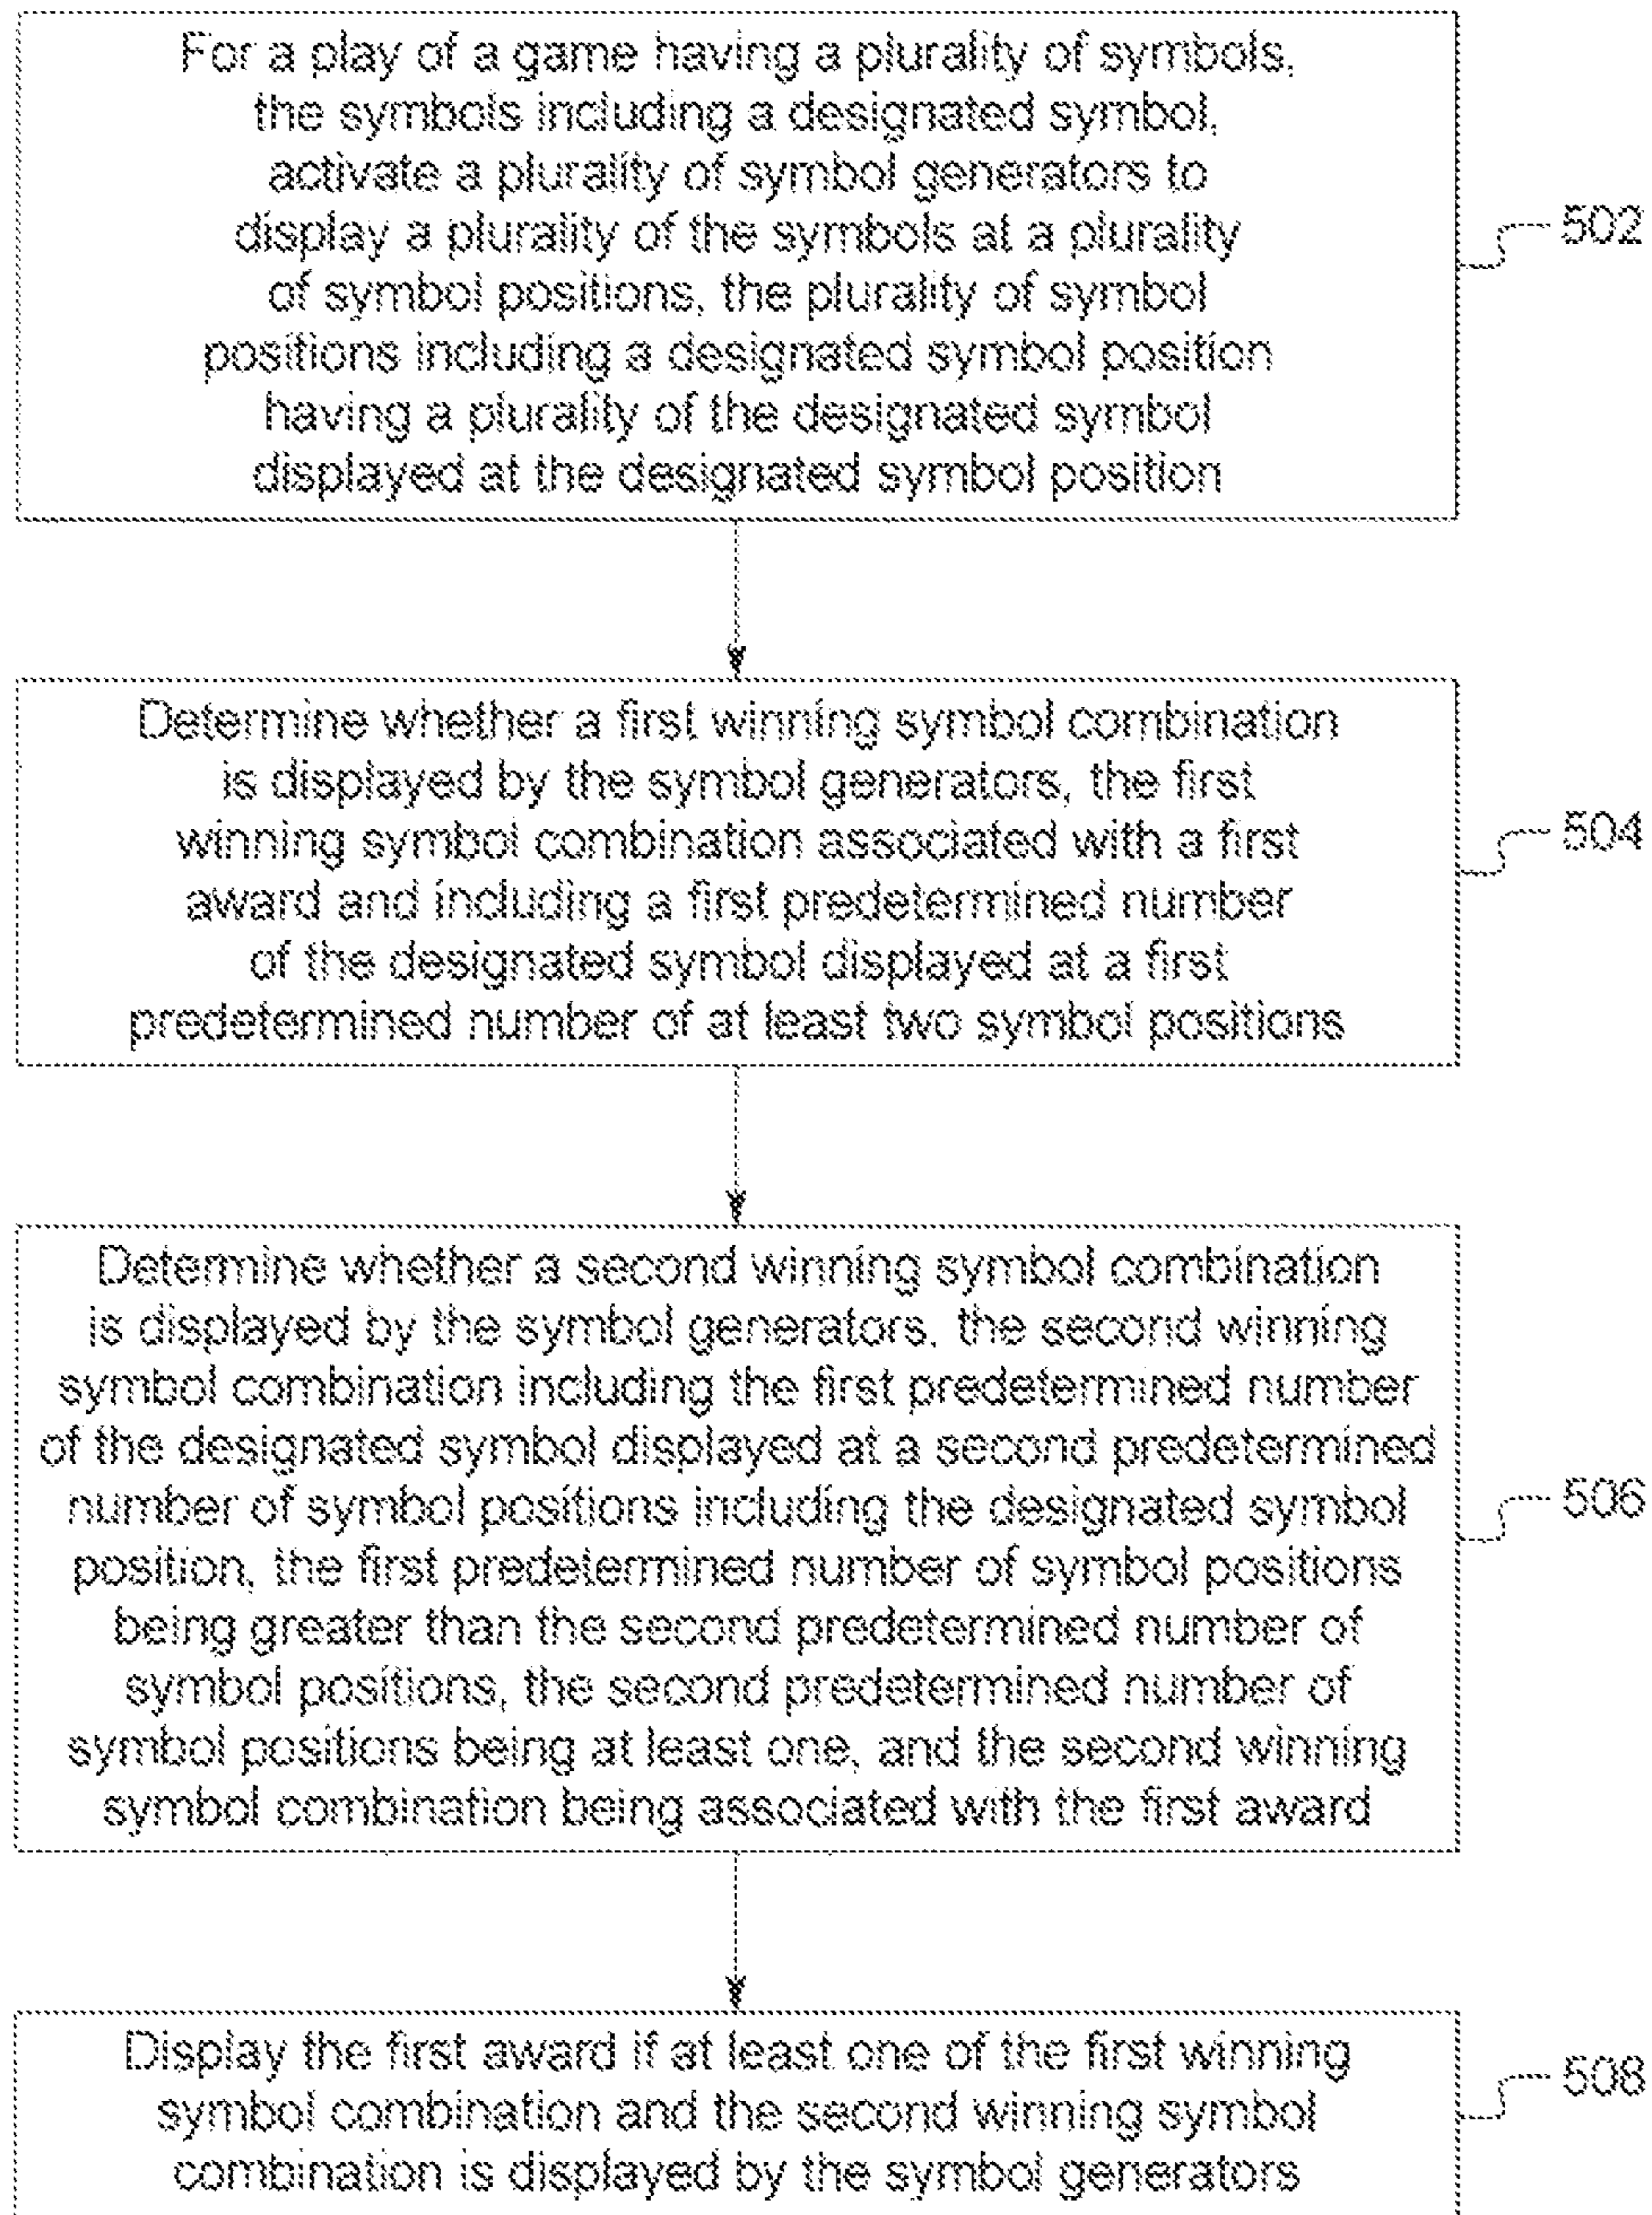 For a play of a game having a plurality of symbols,
the symbols including a designated symbol,
activate a plurality of symbol generators to
display a plurality of the symbols at a plurality
of symbol positions, the plurality of symbol
positions including a designated symbol position
having a plurality of the designated symbol
displayed at the designated symbol position
502
Determine whether a first winning symbol combination
is displayed by the symbol generators, the first
winning symbol combination associated with a first
award and including a first predetermined number
of the designated symbol displayed at a first
predetermined number of at least two symbol positions
504
Determine whether a second winning symbol combination
is displayed by the symbol generators, the second winning
symbol combination including the first predetermined number
of the designated symbol displayed at a second predetermined
number of symbol positions including the designated symbol
position, the first predetermined number of symbol positions
being greater than the second predetermined number of
symbol positions, the second predetermined number of
symbol positions being at least one, and the second winning
symbol combination being associated with the first award
506
Display the first award if at least one of the first winning
symbol combination and the second winning symbol
combination is displayed by the symbol generators
508